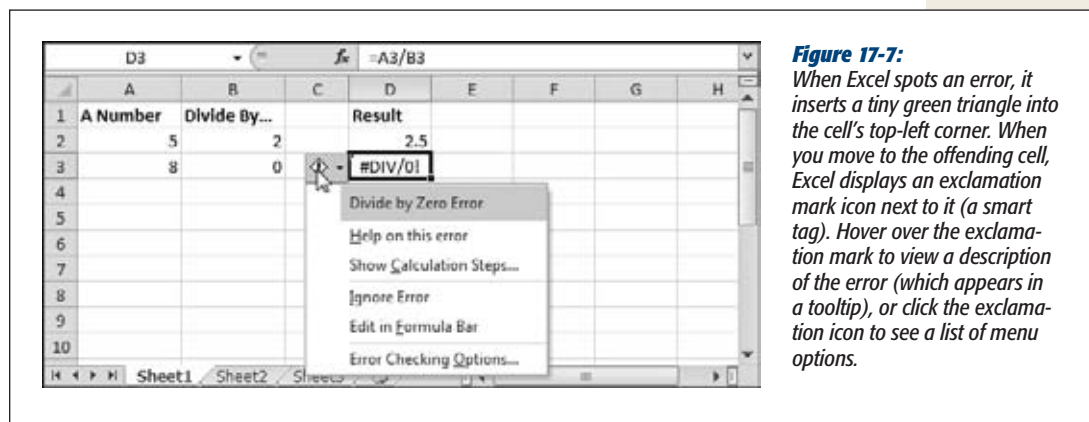 D3 fx =A3/B3
A B C D E F G H
1 A Number Divide By... Result
2 5 2 2.5
3 8 0 #DIV/0!
4
Divide by Zero Error
5
Help on this error
6
Show Calculation Steps...
7
8 Ignore Error
9 Edit in Formula Bar
10
Error Checking Options...
Sheet1 Sheet2
Figure 17-7:
When Excel spots an error, it
inserts a tiny green triangle into
the cell's top-left corner. When
you move to the offending cell,
Excel displays an exclamation
mark icon next to it (a smart
tag). Hover over the exclama-
tion mark to view a description
of the error (which appears in
a tooltip), or click the exclama-
tion icon to see a list of menu
options.